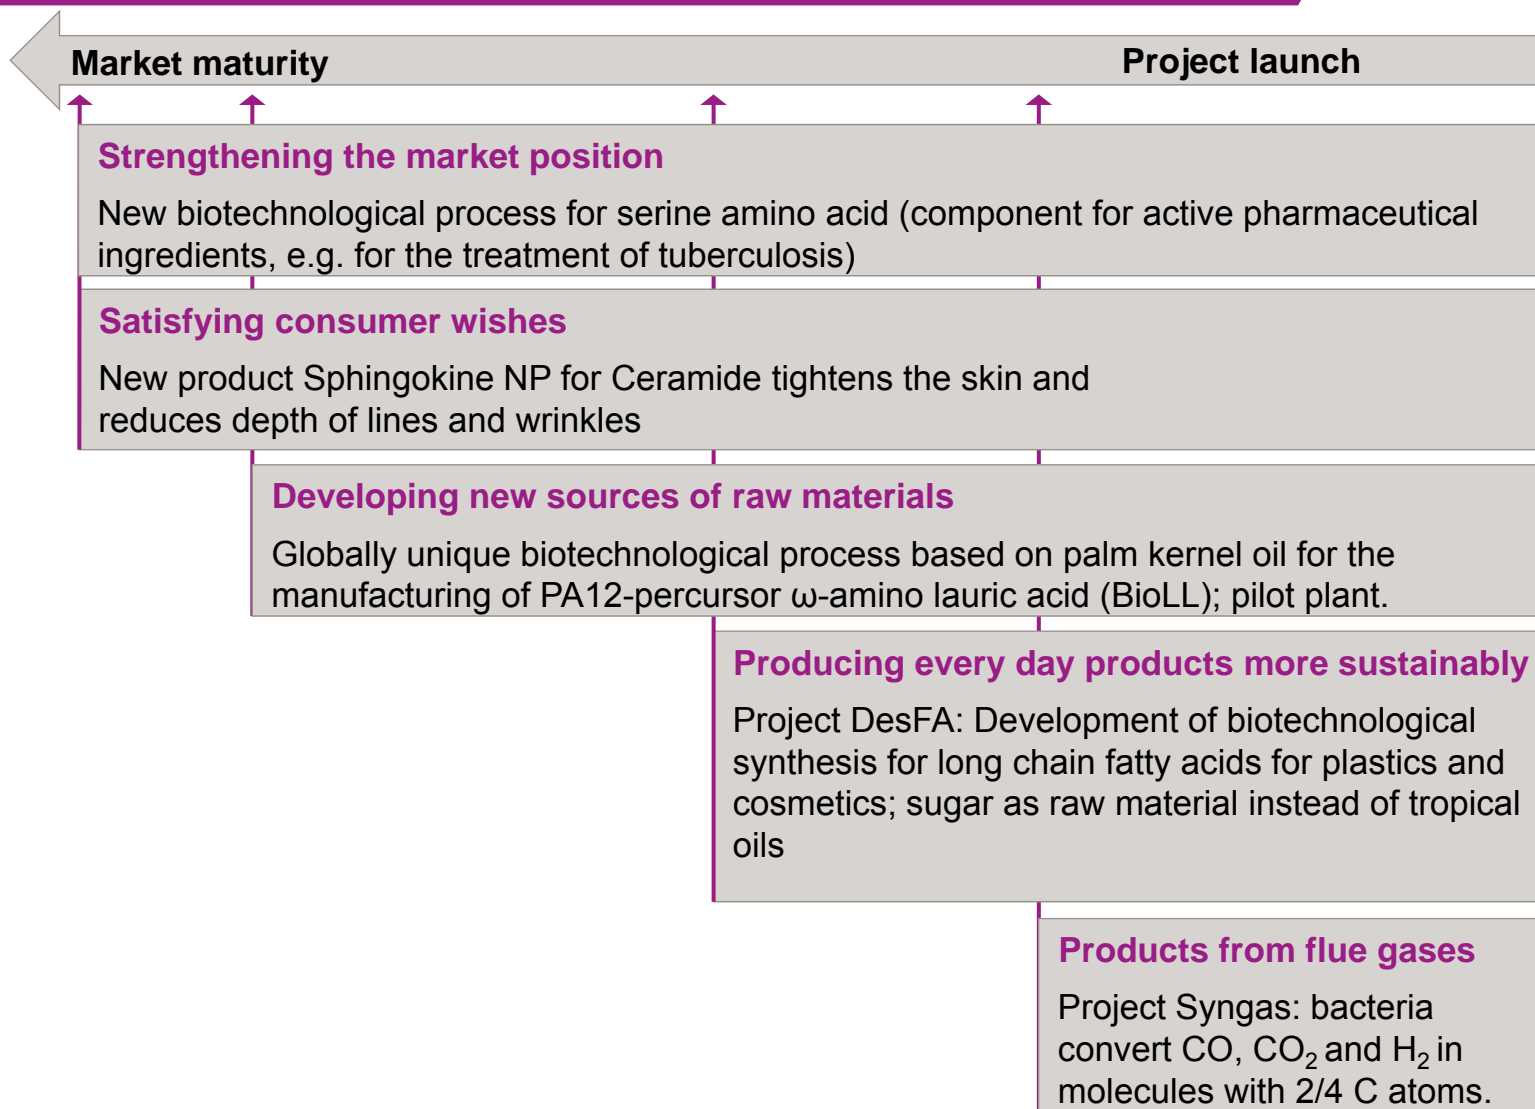 Market maturity
Project launch
Strengthening the market position
New biotechnological process for serine amino acid (component for active pharmaceutical
ingredients, e.g. for the treatment of tuberculosis)
Satisfying consumer wishes
New product Sphingokine NP for Ceramide tightens the skin and
reduces depth of lines and wrinkles
Developing new sources of raw materials
Globally unique biotechnological process based on palm kernel oil for the
manufacturing of PA12-percursor ω-amino lauric acid (BioLL); pilot plant.
Producing every day products more sustainably
Project DesFA: Development of biotechnological
synthesis for long chain fatty acids for plastics and
cosmetics; sugar as raw material instead of tropical
oils
Products from flue gases
Project Syngas: bacteria
convert CO, CO₂ and H₂ in
molecules with 2/4 C atoms.